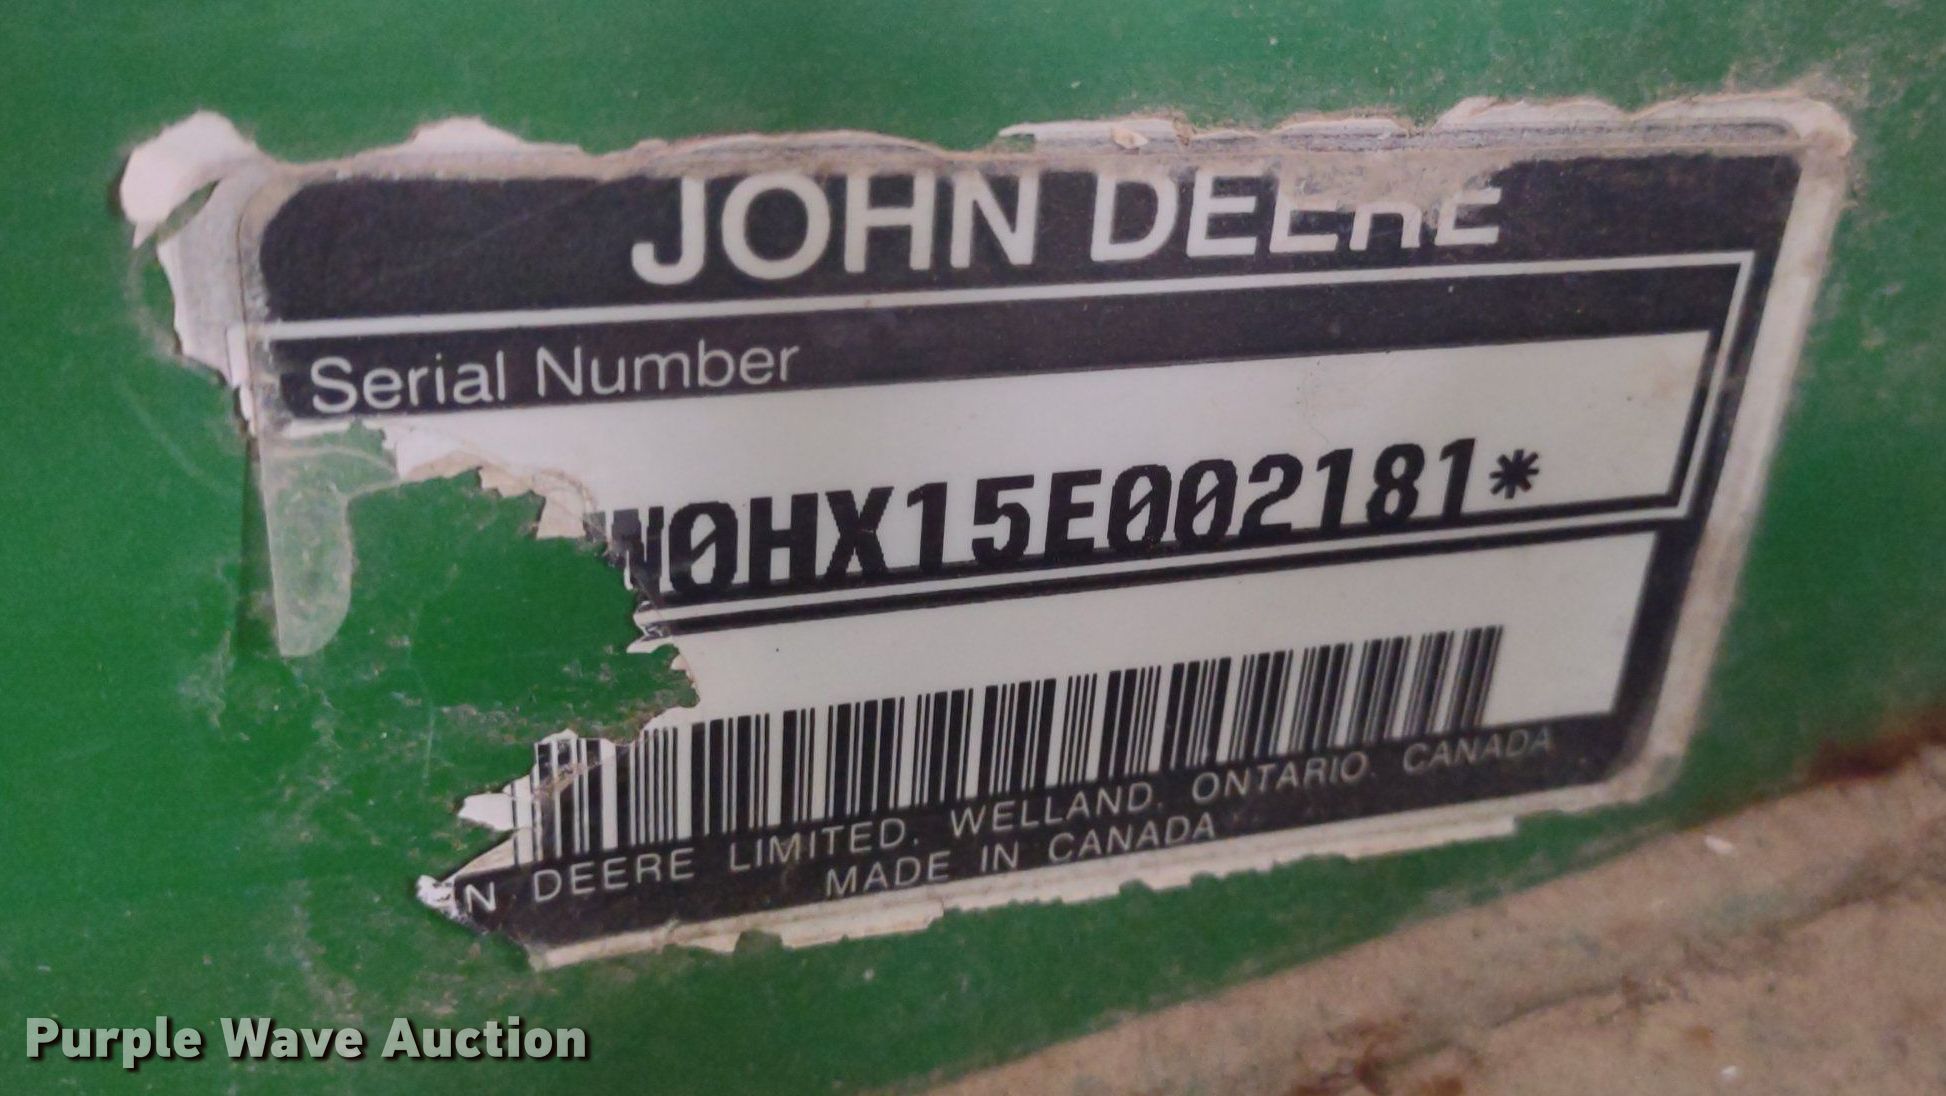 JOHN DEERE
Serial Number
W0HX15E002181*
N DEERE LIMITED. WELLAND. ONTARIO. CANADA
MADE IN CANADA
Purple Wave Auction